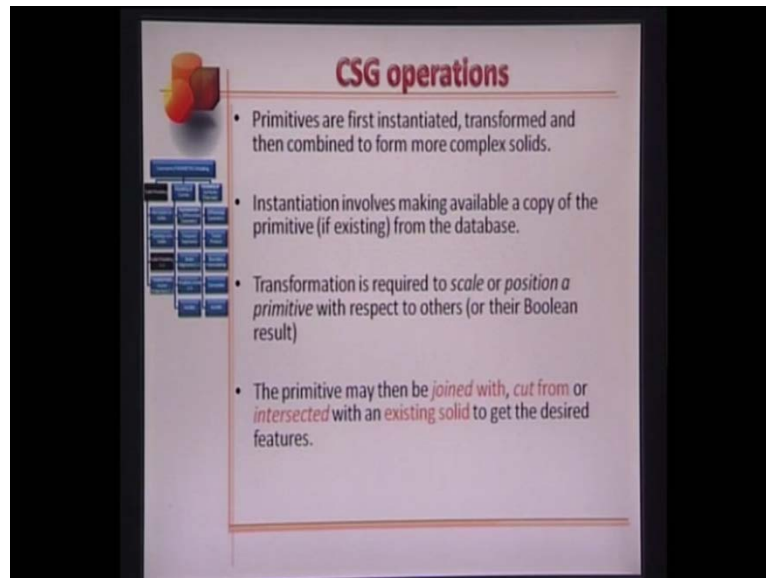 CSG operations
• Primitives are first instantiated, transformed and
then combined to form more complex solids.
• Instantiation involves making available a copy of the
primitive (if existing) from the database.
• Transformation is required to scale or position a
primitive with respect to others (or their Boolean
result)
• The primitive may then be joined with, cut from or
intersected with an existing solid to get the desired
features.